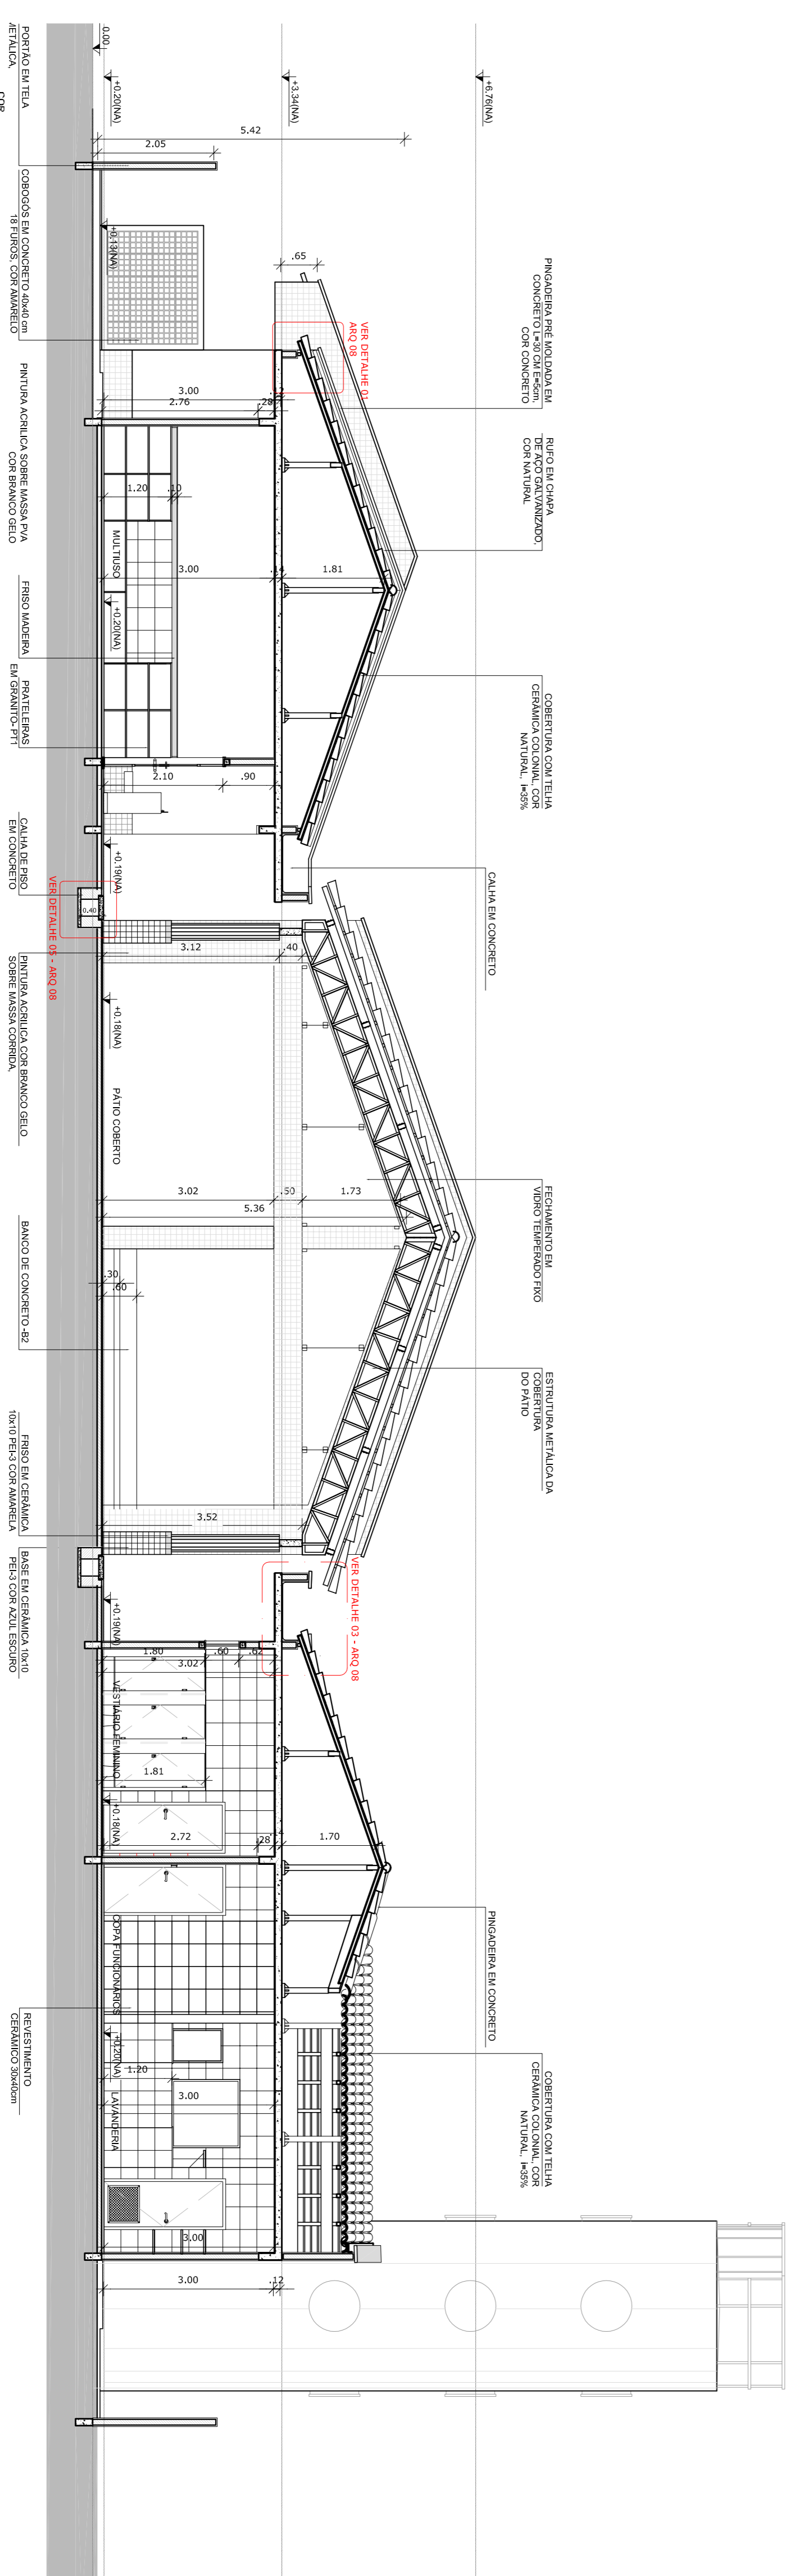 +6.76(NA)
+3.34(NA)
+0.20(NA)
0.00
5.42
2.05
+0.13(NA)
.65
PINGADEIRA PRÉ MOLDADA EM
CONCRETO L=30 CM E=5cm,
COR CONCRETO
RUFO EM CHAPA
DE AÇO GALVANIZADO,
COR NATURAL
COBERTURA COM TELHA
CERÂMICA COLONIAL, COR
NATURAL, i=35%
CALHA EM CONCRETO
FECHAMENTO EM
VIDRO TEMPERADO FIXO
ESTRUTURA METÁLICA DA
COBERTURA
DO PÁTIO
PINGADEIRA EM CONCRETO
COBERTURA COM TELHA
CERÂMICA COLONIAL, COR
NATURAL, i=35%
VER DETALHE 01
ARQ 08
3.00
.12
2.76
.28
1.20
.10
MULTIUSO
3.00
.14
1.81
+0.20(NA)
2.10
.90
+0.19(NA)
0,40
VER DETALHE 05 - ARQ 08
3.12
.40
+0.18(NA)
PÁTIO COBERTO
3.02
.50
1.73
5.36
.30
.60
3.52
VER DETALHE 03 - ARQ 08
+0.19(NA)
1.80
.60
.62
3.02
VESTIÁRIO FEMININO
1.81
+0.18(NA)
2.72
.28
.14
1.70
COPA FUNCIONÁRIOS
+0.20(NA)
1.20
3.00
LAVANDERIA
3.00
3.00
.12
PORTÃO EM TELA
METÁLICA,
COR
COBOGÓS EM CONCRETO 40x40 cm
18 FUROS, COR AMARELO
PINTURA ACRILICA SOBRE MASSA PVA
COR BRANCO GELO
FRISO MADEIRA
PRATELEIRAS
EM GRANITO- PT1
CALHA DE PISO
EM CONCRETO
PINTURA ACRILICA COR BRANCO GELO
SOBRE MASSA CORRIDA,
BANCO DE CONCRETO -B2
FRISO EM CERÂMICA
10x10 PEI-3 COR AMARELA
BASE EM CERÂMICA 10x10
PEI-3 COR AZUL ESCURO
REVESTIMENTO
CERÂMICO 30x40cm